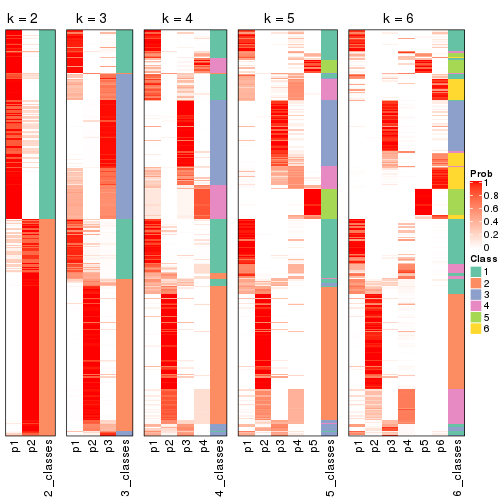 k = 2
k = 3
k = 4
k = 5
k = 6
Prob
1
0.8
0.6
0.4
0.2
0
Class
1
2
3
4
5
6
p1
p2
2_classes
p1
p2
p3
3_classes
p1
p2
p3
p4
4_classes
p1
p2
p3
p4
p5
5_classes
p1
p2
p3
p4
p5
p6
6_classes